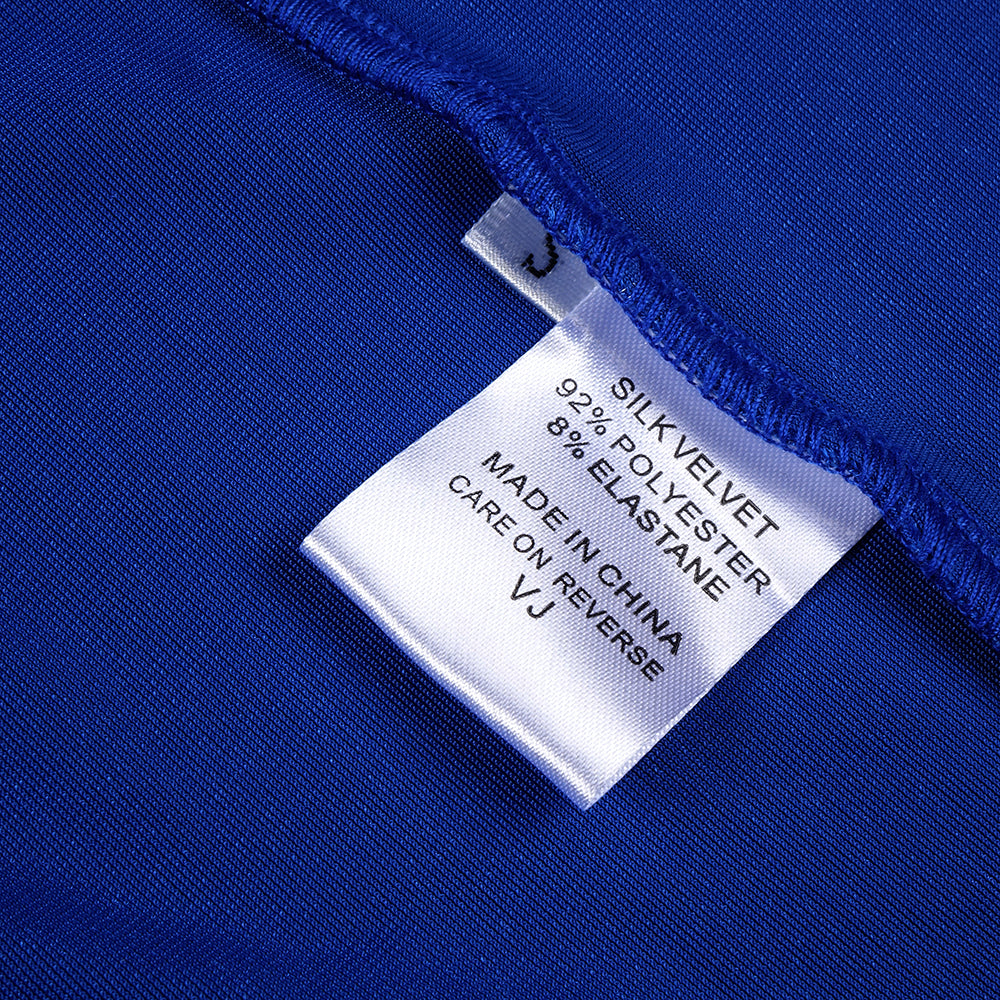 SILK VELVET
92% POLYESTER
8% ELASTANE
MADE IN CHINA
CARE ON REVERSE
VJ